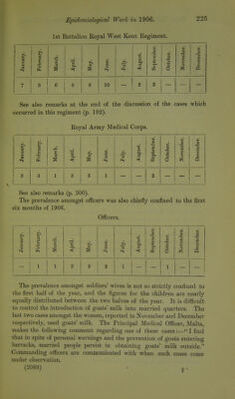 Epidemiological Work in 1906. 225
1st Battalion Royal West Kent Regiment.
January. February. March. April. May. June. July. August. September. October. November. December.
See also remarks at the end of the discussion of the cases which
occurred in this regiment (p. 192).
Royal Army Medical Corps.
January. February. March. April. May. June. July. August. September. October. November. December.
See also remarks (p. 200).
The prevalence amongst officers was also chiefly confined to the first
six months of 1906.
Officers.
January. February. March. April. May. June. July. August. September. October. November. December.
The prevalence amongst soldiers' wives is not so strictly confined to
the first half of the year, and the figures for the children are nearly
equally distributed between the two halves of the year. It is difficult
to control the introduction of goats' milk into married quarters. The
last two cases amongst the women, reported in November and December
respectively, used goats' milk. The Principal Medical Officer, Malta,
makes the following comment regarding one of these cases :—" I find
that in spite of personal warnings and the prevention of goats entering
barracks, married people persist in obtaining goats' milk outside."
Commanding officers are communicated with when such cases come
under observation.
(2089)